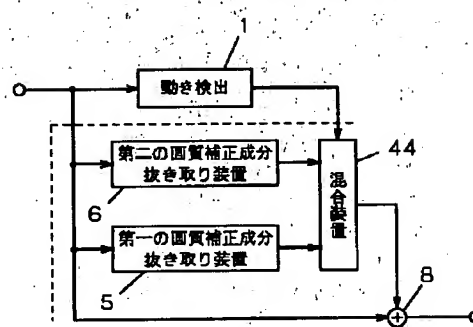 1
動き検出
第二の画質補正成分
抜き取り装置
6
44
混合装置
第一の画質補正成分
抜き取り装置
5
8